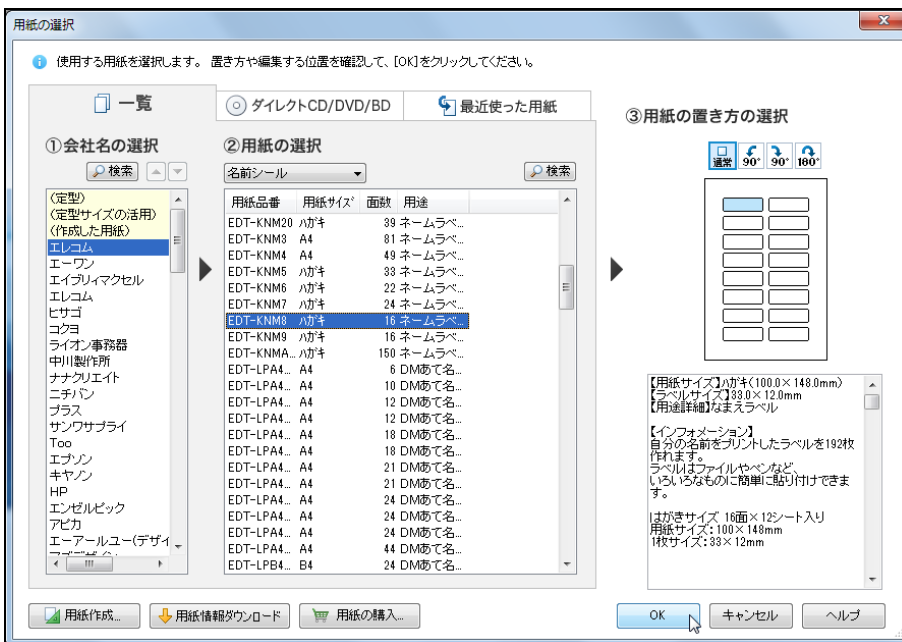 用紙の選択
使用する用紙を選択します。 置き方や編集する位置を確認して、[OK]をクリックしてください。
一覧
ダイレクトCD/DVD/BD
最近使った用紙
①会社名の選択
検索
(定型)
(定型サイズの活用)
(作成した用紙)
エレコム
エーワン
エイブリィマクセル
エレコム
ヒサゴ
コクヨ
ライオン事務器
中川製作所
ナナクリエイト
ニチバン
プラス
サンワサプライ
Too
エプソン
キヤノン
HP
エンゼルピック
アピカ
エーアールユー(デザイ
②用紙の選択
名前シール
検索
用紙品番 用紙サイズ 面数 用途
EDT-KNM20 ハガキ 39 ネームラベ...
EDT-KNM3 A4 81 ネームラベ...
EDT-KNM4 A4 49 ネームラベ...
EDT-KNM5 ハガキ 33 ネームラベ...
EDT-KNM6 ハガキ 22 ネームラベ...
EDT-KNM7 ハガキ 24 ネームラベ...
EDT-KNM8 ハガキ 16 ネームラベ...
EDT-KNM9 ハガキ 16 ネームラベ...
EDT-KNMA... ハガキ 150 ネームラベ...
EDT-LPA4... A4 6 DMあて名...
EDT-LPA4... A4 10 DMあて名...
EDT-LPA4... A4 12 DMあて名...
EDT-LPA4... A4 12 DMあて名...
EDT-LPA4... A4 18 DMあて名...
EDT-LPA4... A4 18 DMあて名...
EDT-LPA4... A4 21 DMあて名...
EDT-LPA4... A4 21 DMあて名...
EDT-LPA4... A4 24 DMあて名...
EDT-LPA4... A4 24 DMあて名...
EDT-LPA4... A4 44 DMあて名...
EDT-LPB4... B4 24 DMあて名...
③用紙の置き方の選択
通常 90° 90° 180°
【用紙サイズ】ハガキ(100.0×148.0mm)
【ラベルサイズ】33.0×12.0mm
【用途詳細】なまえラベル
【インフォメーション】
自分の名前をプリントしたラベルを192枚
作れます。
ラベルはファイルやペンなど、
いろいろなものに簡単に貼り付けできま
す。
はがきサイズ 16面×12シート入り
用紙サイズ:100×148mm
1枚サイズ:33×12mm
用紙作成...
用紙情報ダウンロード
用紙の購入...
OK
キャンセル
ヘルプ